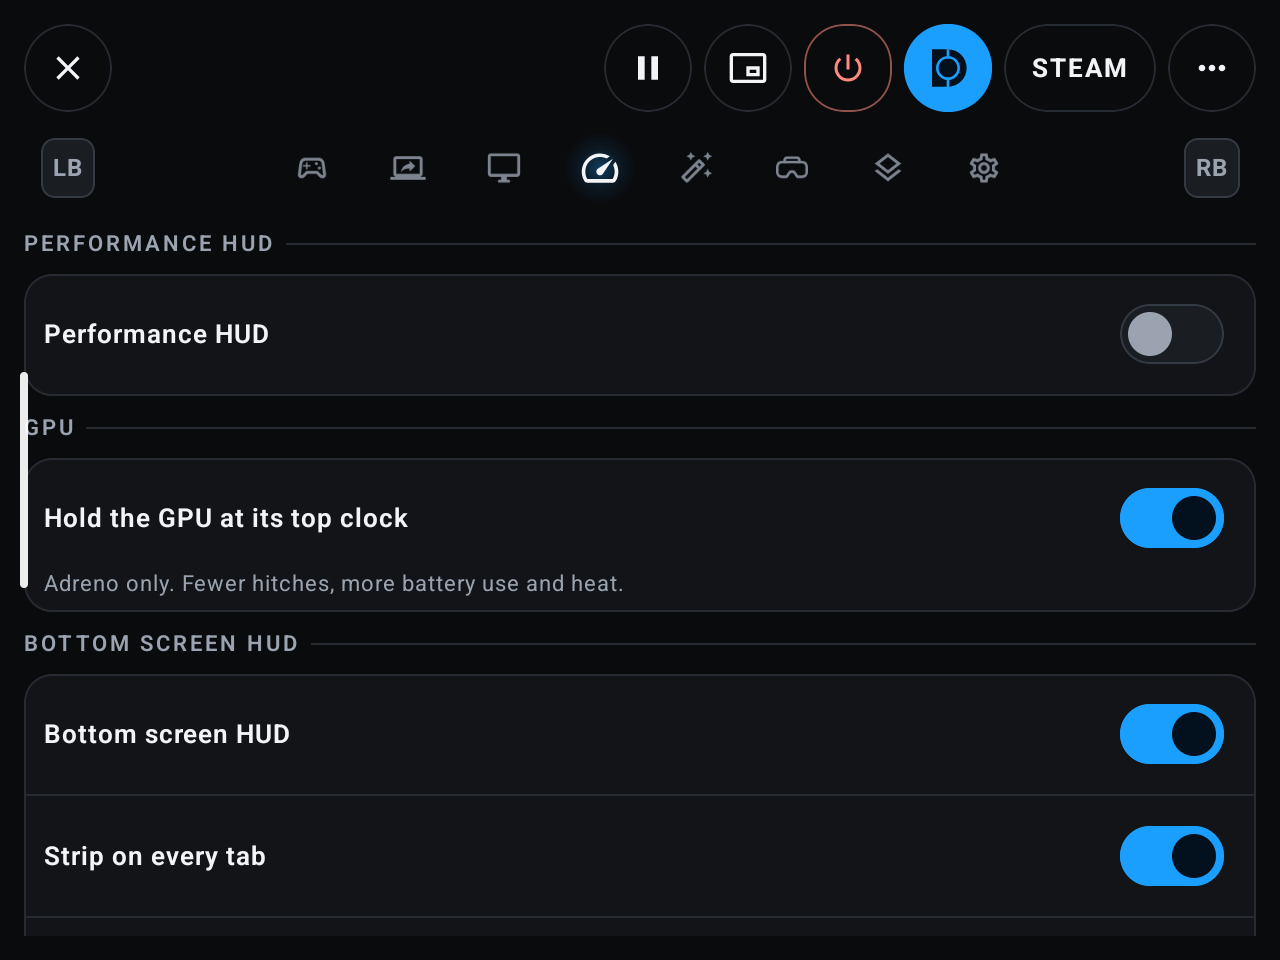 STEAM
LB
RB
PERFORMANCE HUD
Performance HUD
GPU
Hold the GPU at its top clock
Adreno only. Fewer hitches, more battery use and heat.
BOTTOM SCREEN HUD
Bottom screen HUD
Strip on every tab